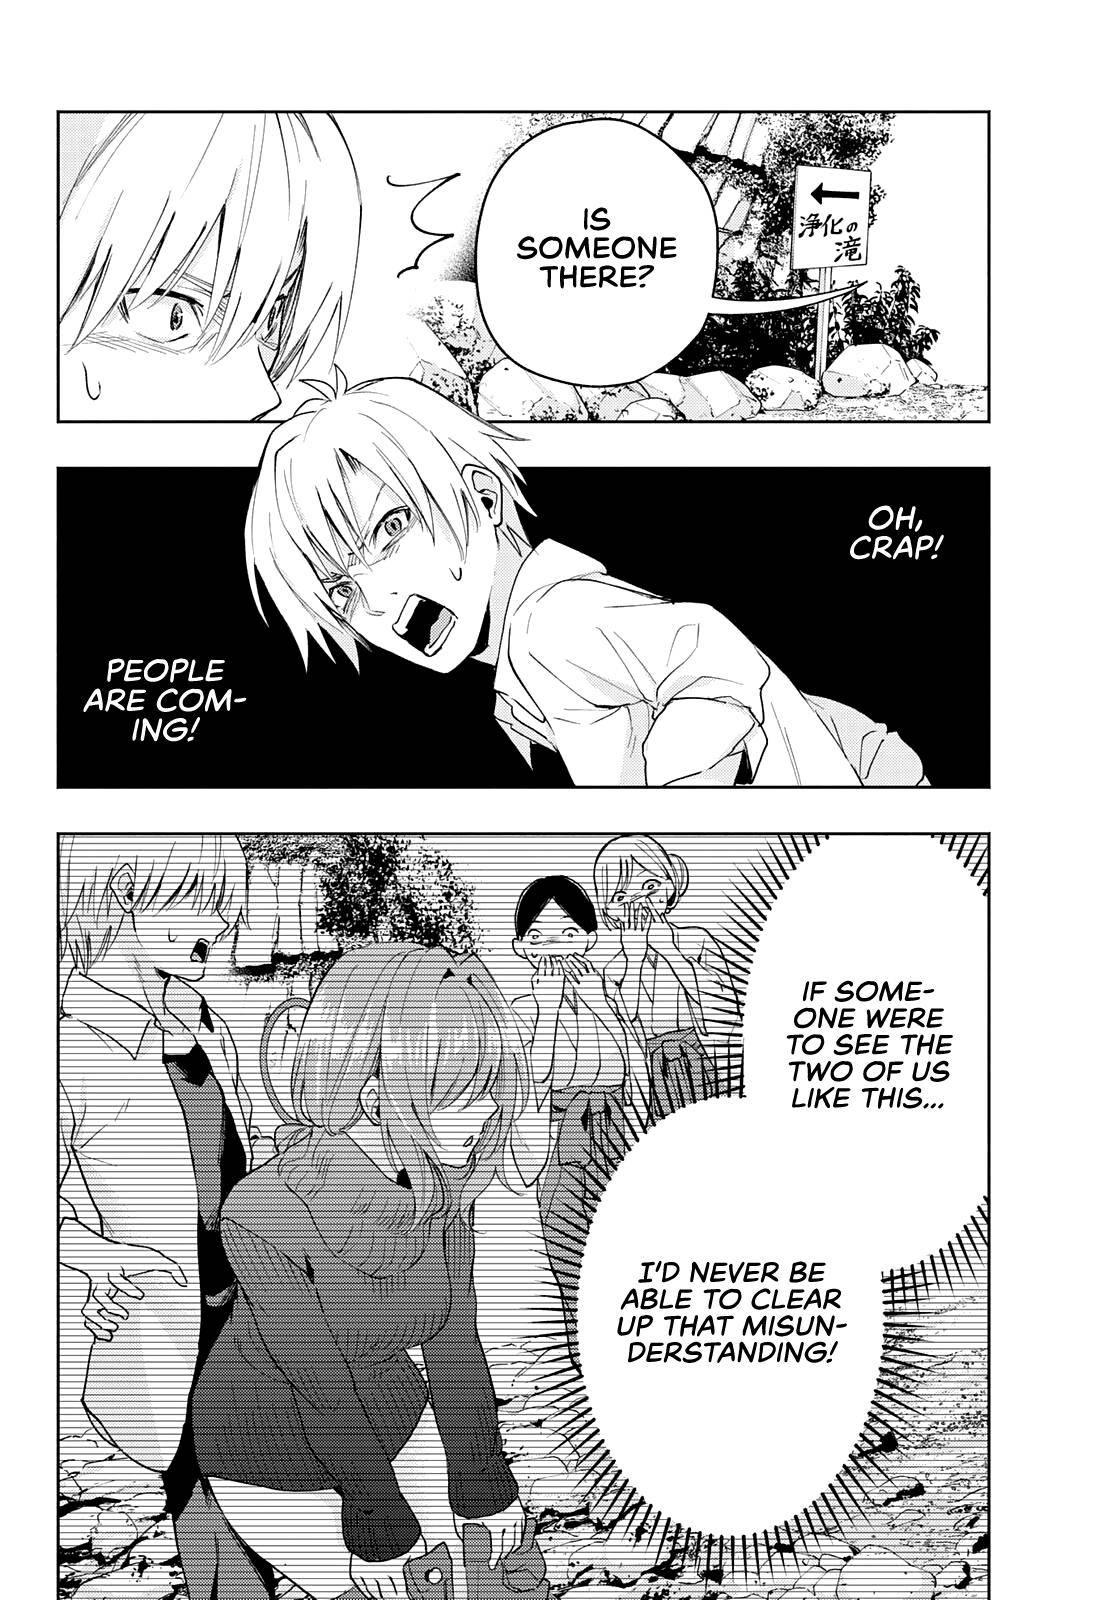 ←
浄化の
滝
IS
SOMEONE
THERE?
OH,
CRAP!
PEOPLE
ARE COM-
ING!
IF SOME-
ONE WERE
TO SEE THE
TWO OF US
LIKE THIS...
I'D NEVER BE
ABLE TO CLEAR
UP THAT MISUN-
DERSTANDING!